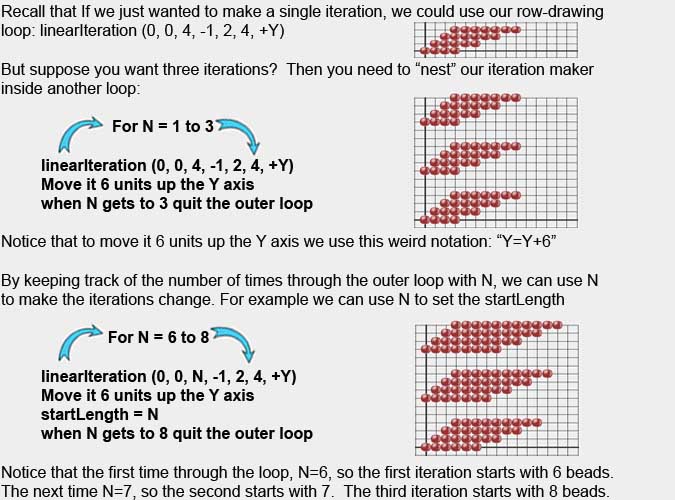 Recall that If we just wanted to make a single iteration, we could use our row-drawing
loop: linearIteration (0, 0, 4, -1, 2, 4, +Y)
But suppose you want three iterations?  Then you need to “nest” our iteration maker
inside another loop:
For N = 1 to 3
linearIteration (0, 0, 4, -1, 2, 4, +Y)
Move it 6 units up the Y axis
when N gets to 3 quit the outer loop
Notice that to move it 6 units up the Y axis we use this weird notation: “Y=Y+6”
By keeping track of the number of times through the outer loop with N, we can use N
to make the iterations change. For example we can use N to set the startLength
For N = 6 to 8
linearIteration (0, 0, N, -1, 2, 4, +Y)
Move it 6 units up the Y axis
startLength = N
when N gets to 8 quit the outer loop
Notice that the first time through the loop, N=6, so the first iteration starts with 6 beads.
The next time N=7, so the second starts with 7.  The third iteration starts with 8 beads.